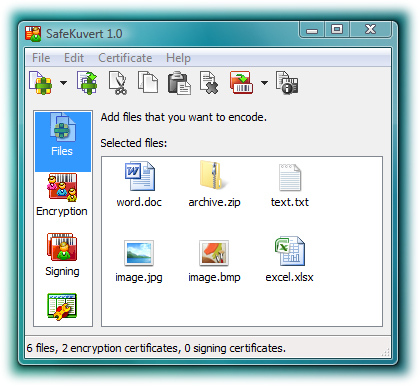 SafeKuvert 1.0
File Edit Certificate Help
Add files that you want to encode.
Files
Selected files:
word.doc archive.zip text.txt
Encryption
image.jpg image.bmp excel.xlsx
Signing
6 files, 2 encryption certificates, 0 signing certificates.